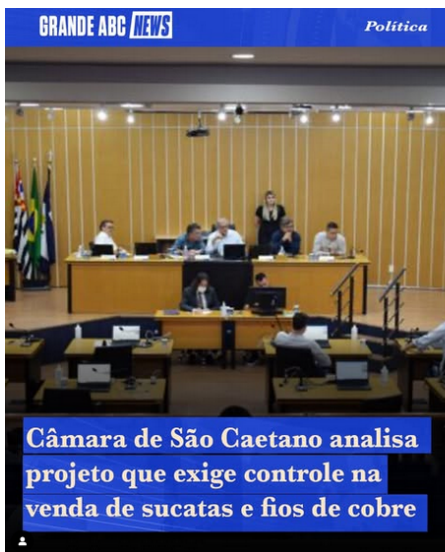 GRANDE ABC NEWS
Política
Câmara de São Caetano analisa
projeto que exige controle na
venda de sucatas e fios de cobre